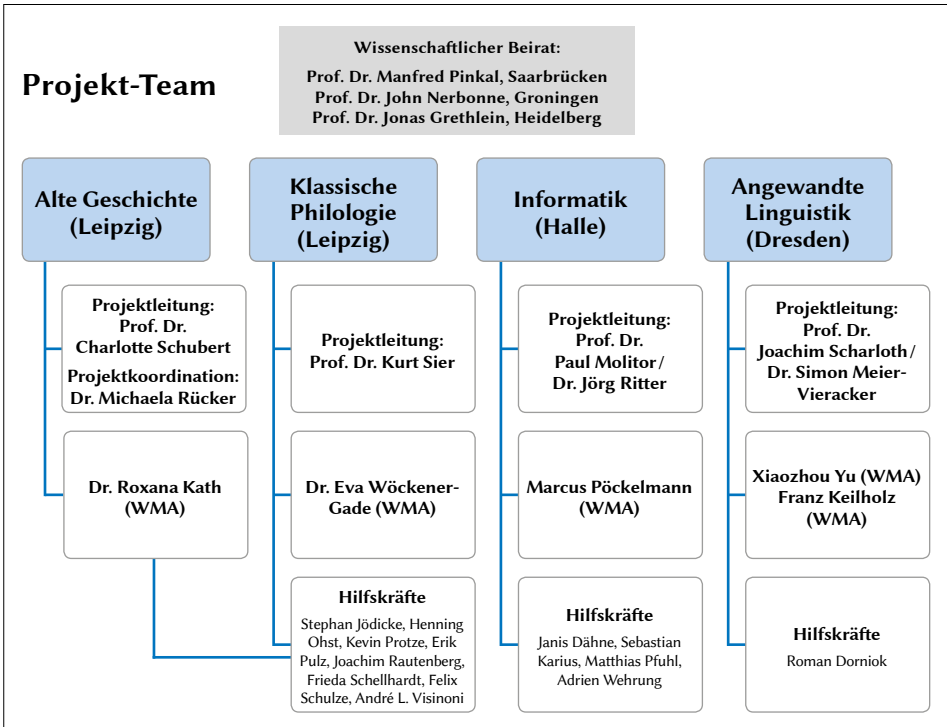 Projekt-Team
Wissenschaftlicher Beirat:
Prof. Dr. Manfred Pinkal, Saarbrücken
Prof. Dr. John Nerbonne, Groningen
Prof. Dr. Jonas Grethlein, Heidelberg
Alte Geschichte
(Leipzig)
Projektleitung:
Prof. Dr.
Charlotte Schubert
Projektkoordination:
Dr. Michaela Rücker
Dr. Roxana Kath
(WMA)
Klassische
Philologie
(Leipzig)
Projektleitung:
Prof. Dr. Kurt Sier
Dr. Eva Wöckener-
Gade (WMA)
Hilfskräfte
Stephan Jödicke, Henning
Ohst, Kevin Protze, Erik
Pulz, Joachim Rautenberg,
Frieda Schellhardt, Felix
Schulze, André L. Visinoni
Informatik
(Halle)
Projektleitung:
Prof. Dr.
Paul Molitor/
Dr. Jörg Ritter
Marcus Pöckelmann
(WMA)
Hilfskräfte
Janis Dähne, Sebastian
Karius, Matthias Pfuhl,
Adrien Wehrung
Angewandte
Linguistik
(Dresden)
Projektleitung:
Prof. Dr.
Joachim Scharloth/
Dr. Simon Meier-
Vieracker
Xiaozhou Yu (WMA)
Franz Keilholz
(WMA)
Hilfskräfte
Roman Dorniok